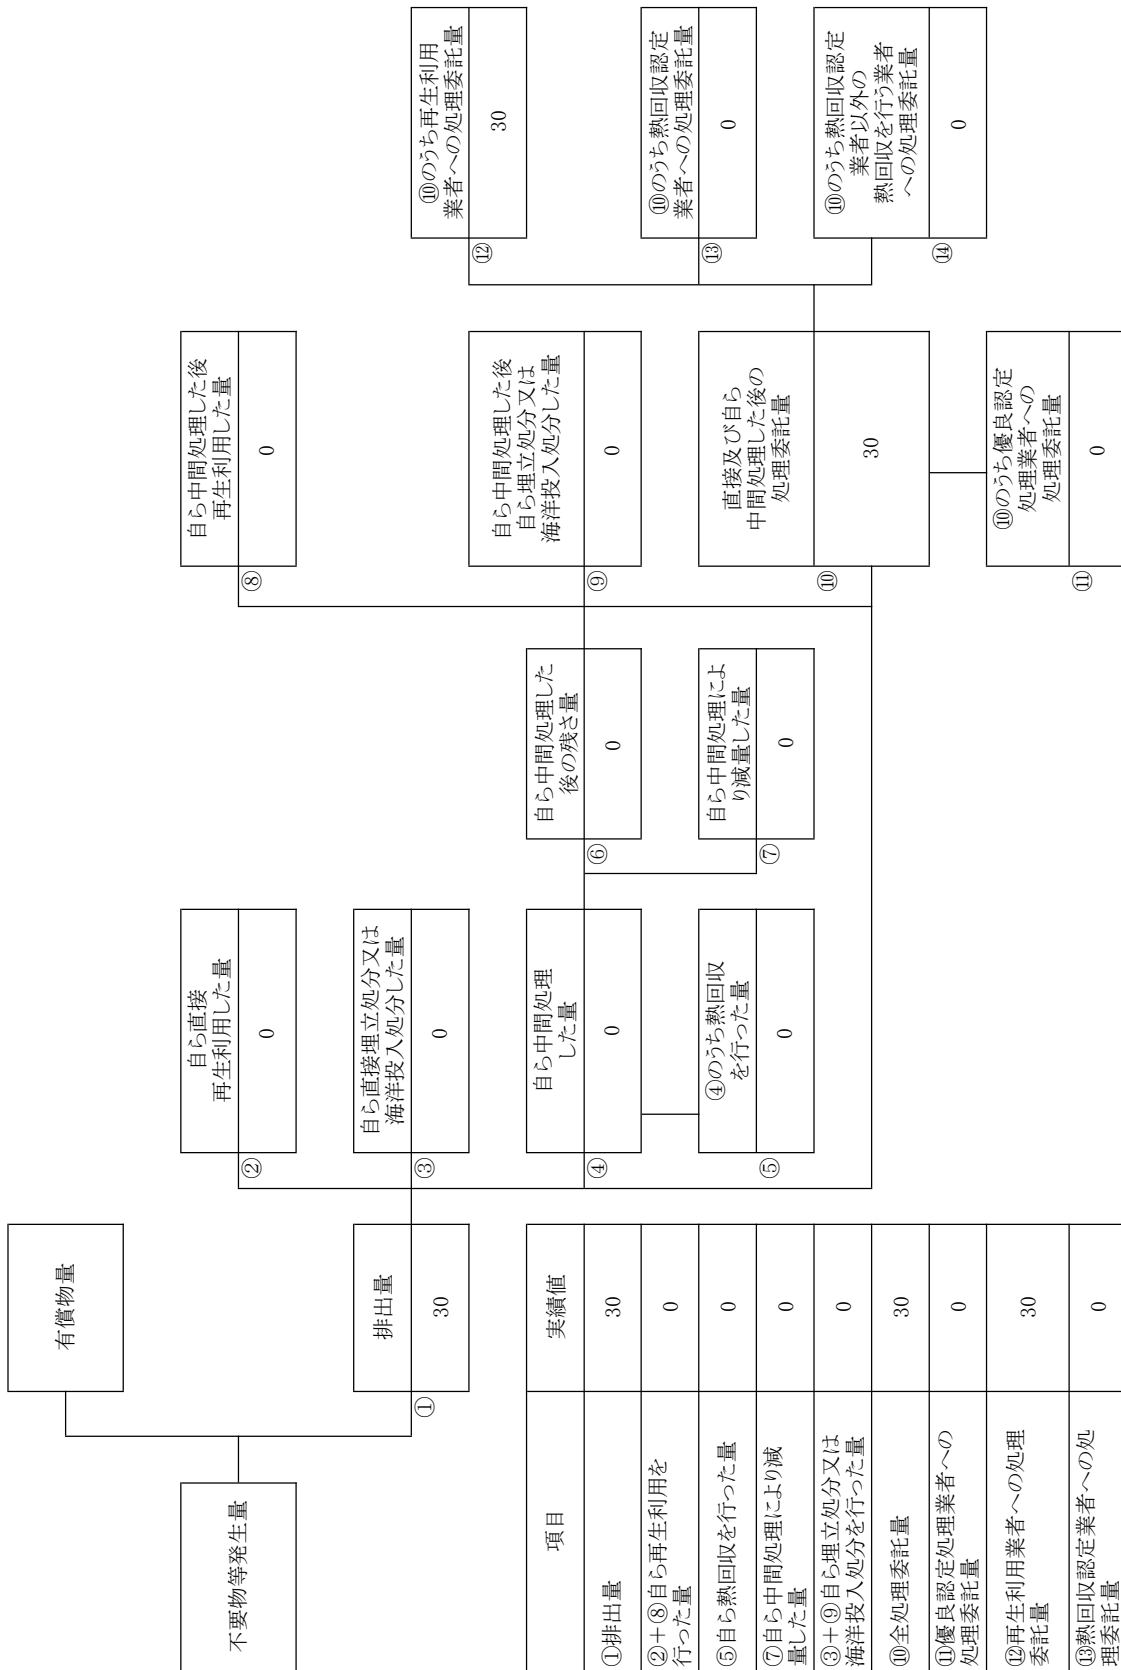 不要物等発生量
有償物量
①
排出量
30
②
自ら直接
再生利用した量
0
③
自ら直接埋立処分又は
海洋投入処分した量
0
④
自ら中間処理
した量
0
⑤
④のうち熱回収
を行った量
0
⑥
自ら中間処理した
後の残さ量
0
⑦
自ら中間処理によ
り減量した量
0
⑧
自ら中間処理した後
再生利用した量
0
⑨
自ら中間処理した後
自ら埋立処分又は
海洋投入処分した量
0
⑩
直接及び自ら
中間処理した後の
処理委託量
30
⑪
⑩のうち優良認定
処理業者への
処理委託量
0
⑫
⑩のうち再生利用
業者への処理委託量
30
⑬
⑩のうち熱回収認定
業者への処理委託量
0
⑭
⑩のうち熱回収認定
業者以外の
熱回収を行う業者
への処理委託量
0
項目 実績値
①排出量 30
②+⑧自ら再生利用を
行った量 0
⑤自ら熱回収を行った量 0
⑦自ら中間処理により減
量した量 0
③+⑨自ら埋立処分又は
海洋投入処分を行った量 0
⑩全処理委託量 30
⑪優良認定処理業者への
処理委託量 0
⑫再生利用業者への処理
委託量 30
⑬熱回収認定業者への処
理委託量 0